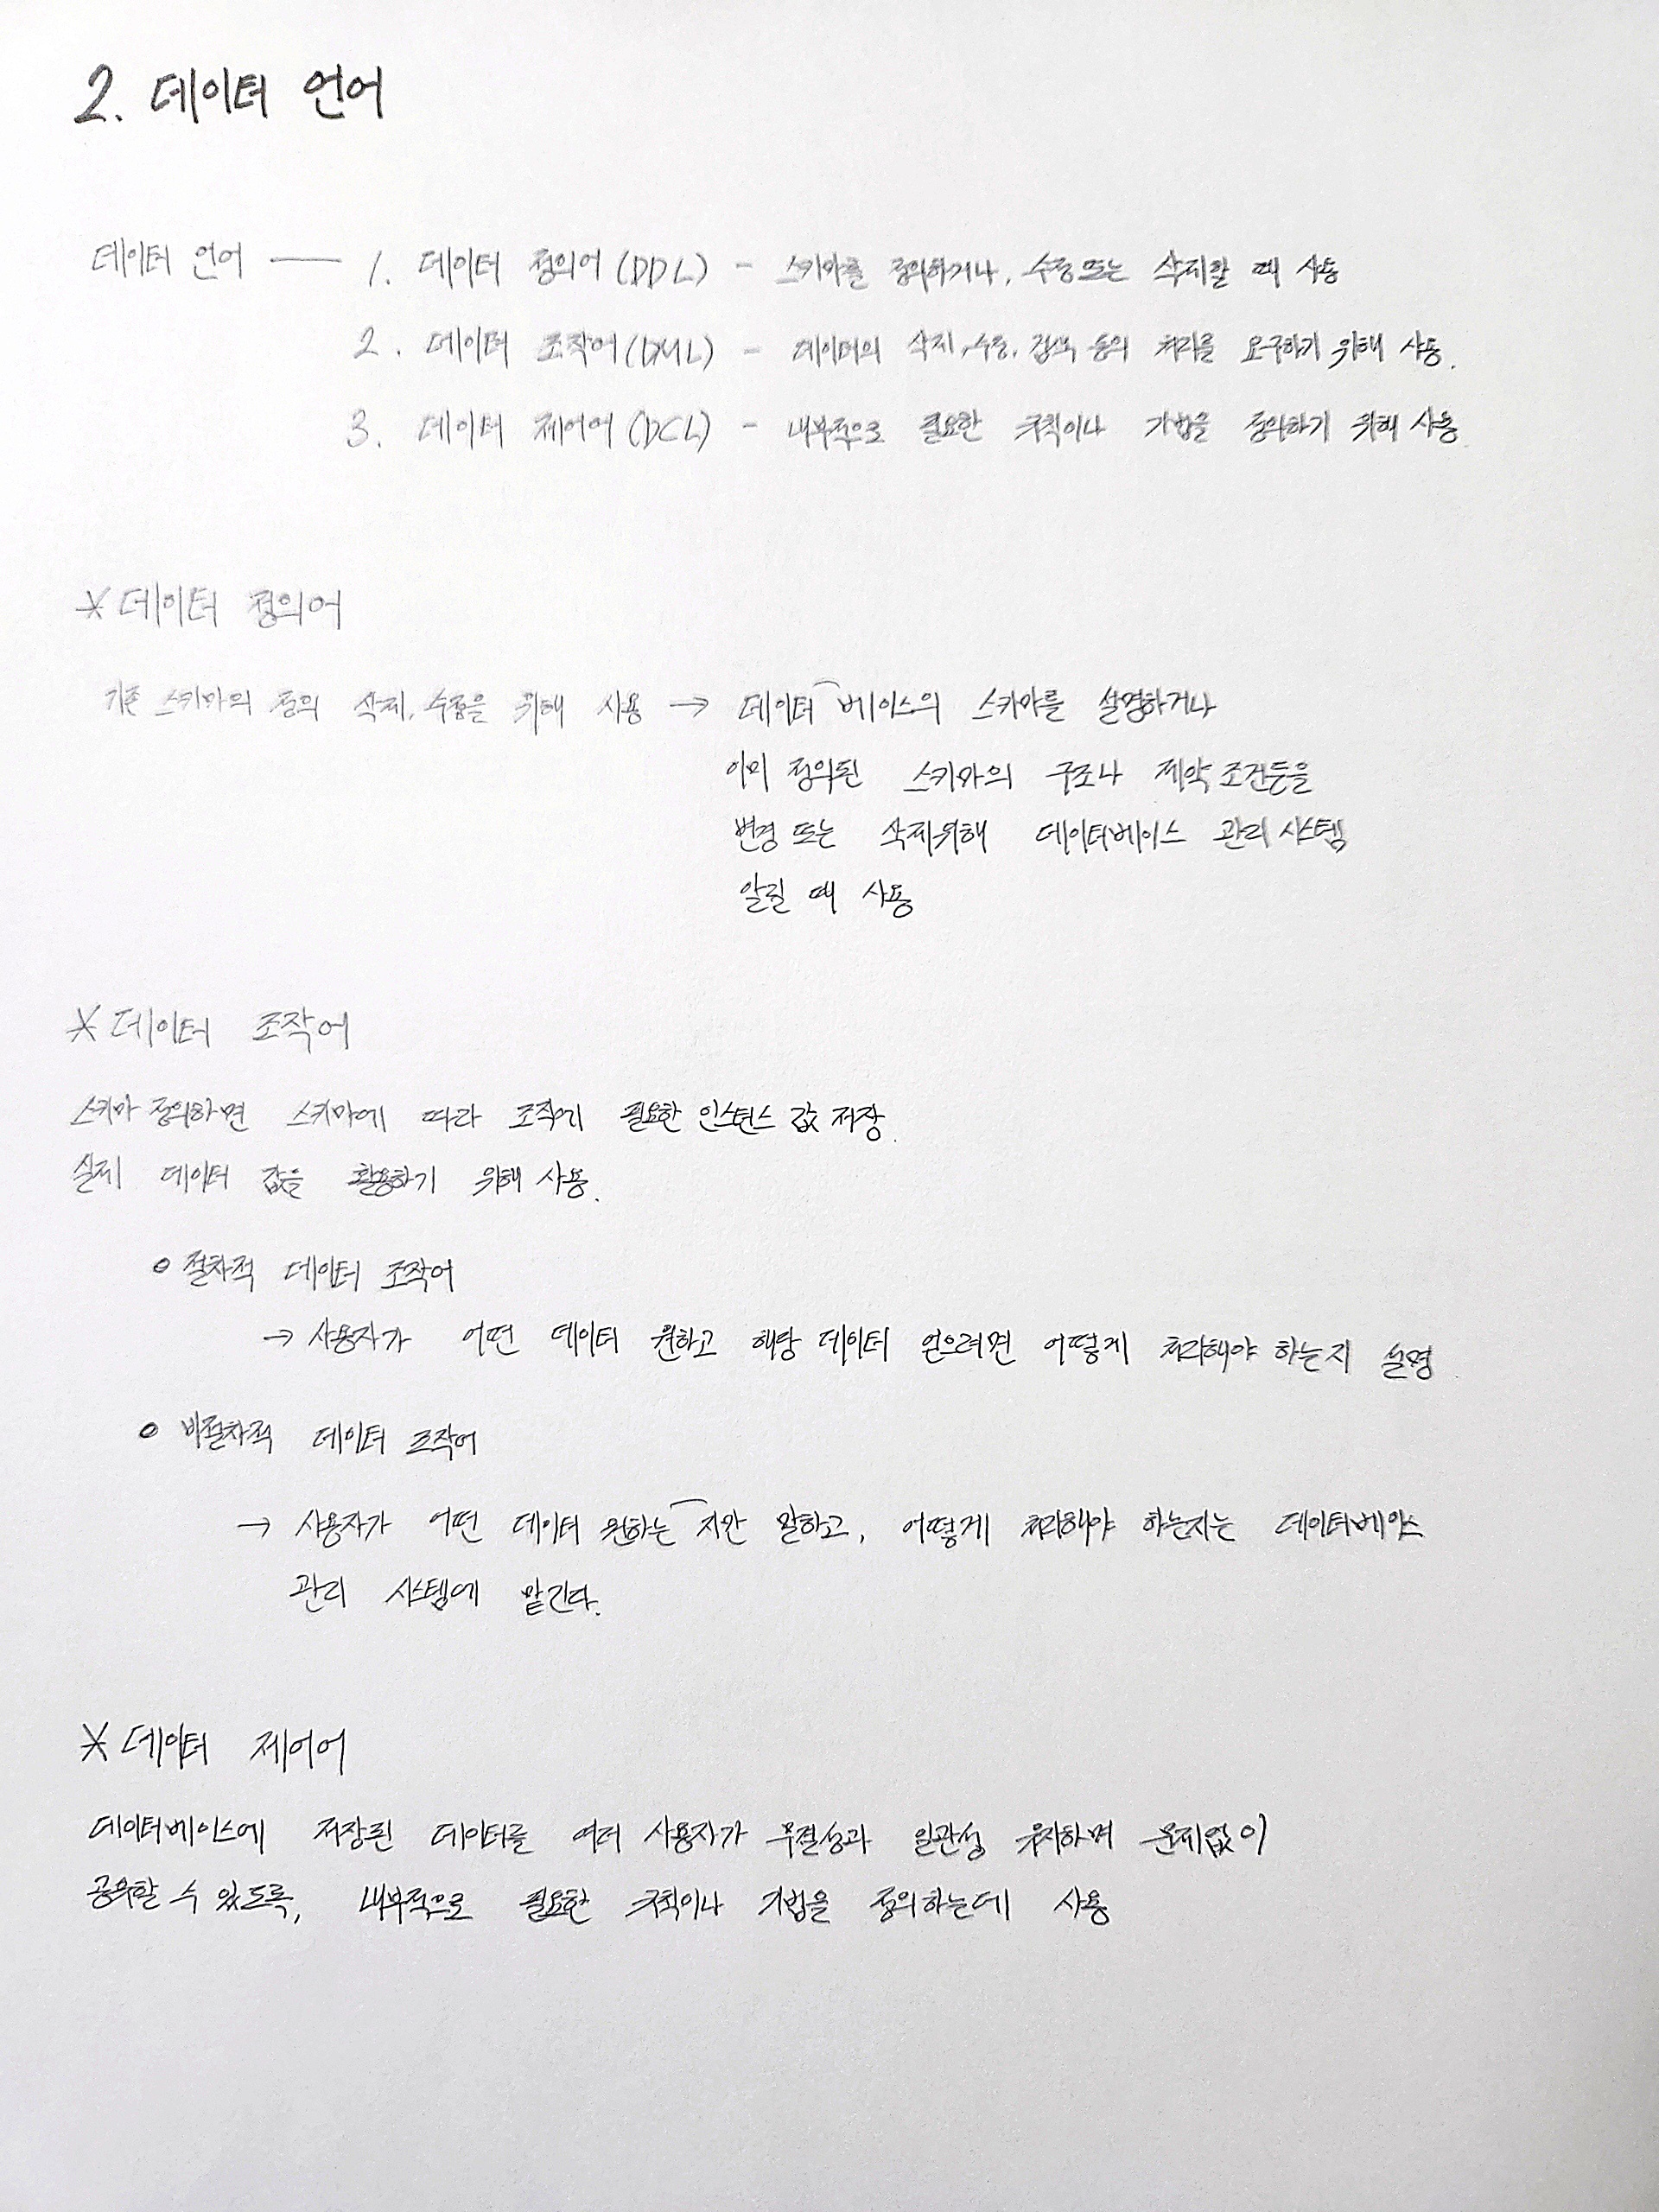 2. 데이터 언어
데이터 언어 — 1. 데이터 정의어 (DDL) - 스키마를 정의하거나, 수정 또는 삭제할 때 사용
2. 데이터 조작어 (DML) - 데이터의 삭제, 수정, 검색 등의 처리를 요구하기 위해 사용.
3. 데이터 제어어 (DCL) - 내부적으로 필요한 규칙이나 기법을 정의하기 위해 사용.
* 데이터 정의어
기존 스키마의 정의 삭제, 수정을 위해 사용 → 데이터베이스의 스키마를 설명하거나
이미 정의된 스키마의 구조나 제약 조건등을
변경 또는 삭제위해 데이터베이스 관리 시스템
알릴 때 사용
* 데이터 조작어
스키마 정의하면 스키마에 따라 조작에 필요한 인스턴스 값 저장.
실제 데이터 값을 활용하기 위해 사용.
o 절차적 데이터 조작어
→ 사용자가 어떤 데이터 원하고 해당 데이터 얻으려면 어떻게 처리해야 하는지 설명.
o 비절차적 데이터 조작어
→ 사용자가 어떤 데이터 원하는지만 말하고, 어떻게 처리해야 하는지는 데이터베이스
관리 시스템에 맡긴다.
* 데이터 제어어
데이터베이스에 저장된 데이터를 여러 사용자가 무결성과 일관성 유지하며 문제없이
공유할 수 있도록, 내부적으로 필요한 규칙이나 기법을 정의하는데 사용